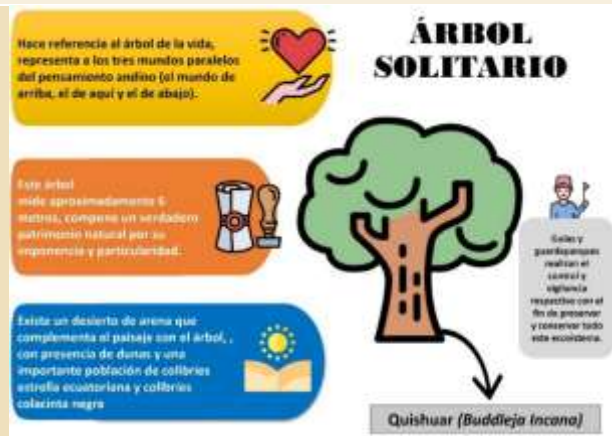 ÁRBOL
SOLITARIO
Hace referencia al árbol de la vida,
representa a los tres mundos paralelos
del pensamiento andino (el mundo de
arriba, el de aquí y el de abajo).
Este árbol
mide aproximadamente 6
metros, compone un verdadero
patrimonio natural por su
imponencia y particularidad.
Existe un desierto de arena que
complementa el paisaje con el árbol, ,
con presencia de dunas y una
importante población de colibríes
estrella ecuatoriana y colibríes
colacinta negra
Guías y
guardaparques
realizan el
control y
vigilancia
respectivo con el
fin de preservar
y conservar todo
este ecosistema.
Quishuar (Buddleja Incana)